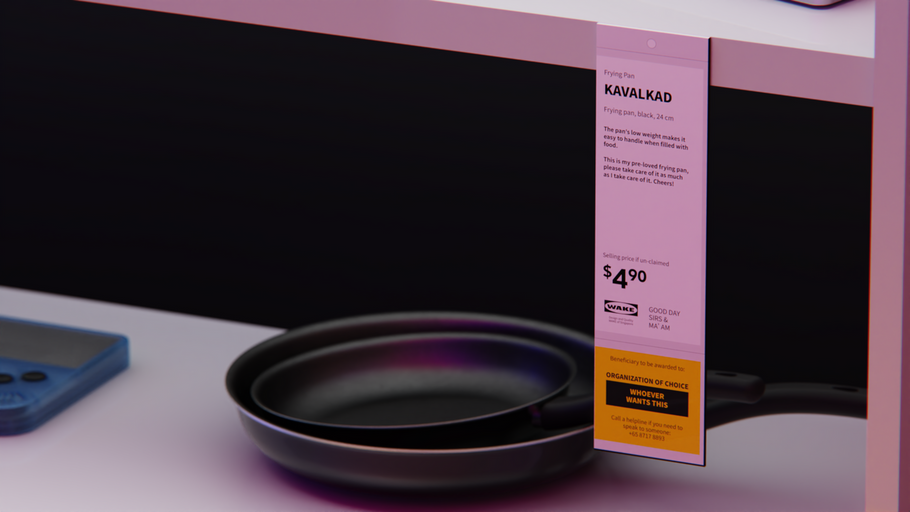 Frying Pan
KAVALKAD
Frying pan, black, 24 cm
The pan's low weight makes it
easy to handle when filled with
food.
This is my pre-loved frying pan,
please take care of it as much
as I take care of it. Cheers!
Selling price if un-claimed
$4.90
WAKE
GOOD DAY
SIRS &
MA'AM
Beneficiary to be awarded to:
ORGANIZATION OF CHOICE
WHOEVER
WANTS THIS
Call a helpline if you need to
speak to someone: